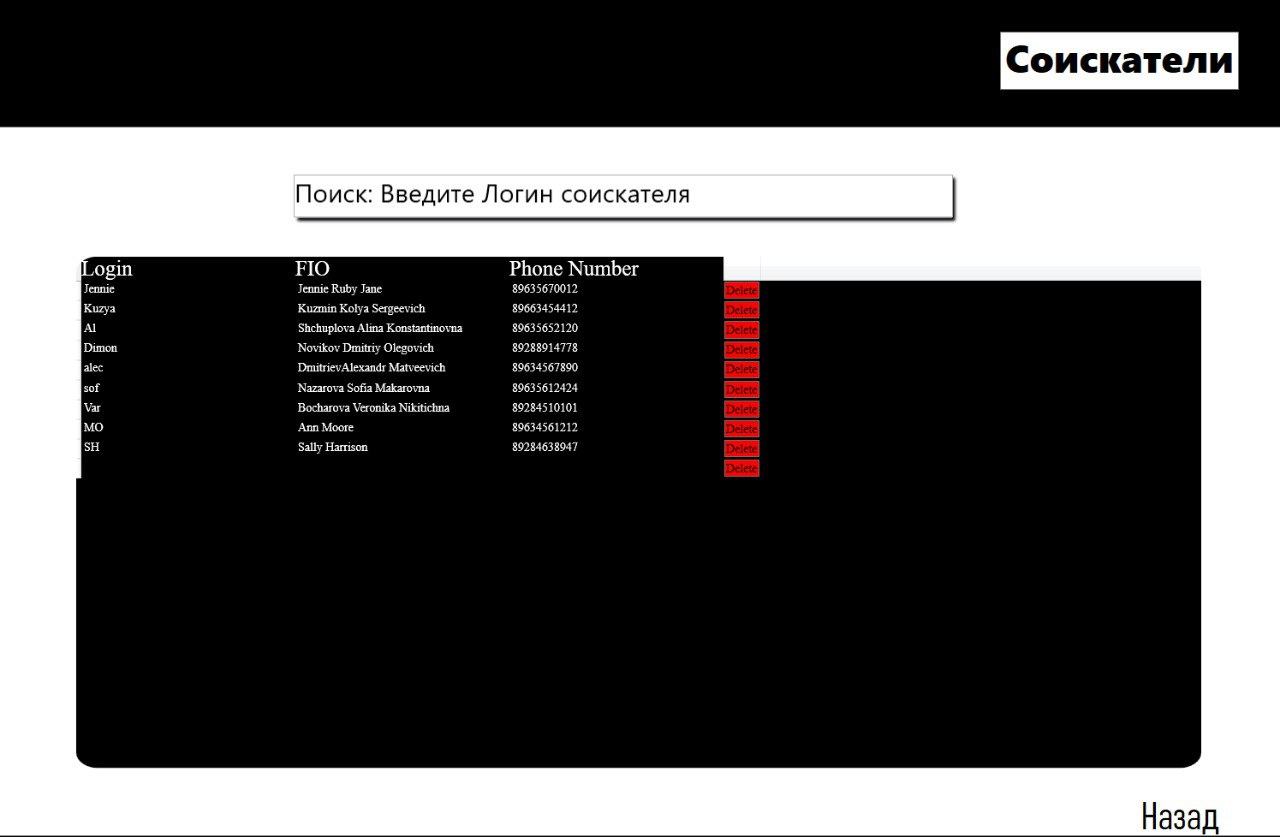 Соискатели
Поиск: Введите Логин соискателя
Login FIO Phone Number
Jennie Jennie Ruby Jane 89635670012 Delete
Kuzya Kuzmin Kolya Sergeevich 89663454412 Delete
Al Shchuplova Alina Konstantinovna 89635652120 Delete
Dimon Novikov Dmitriy Olegovich 89288914778 Delete
alec DmitrievAlexandr Matveevich 89634567890 Delete
sof Nazarova Sofia Makarovna 89635612424 Delete
Var Bocharova Veronika Nikitichna 89284510101 Delete
MO Ann Moore 89634561212 Delete
SH Sally Harrison 89284638947 Delete
Delete
Назад